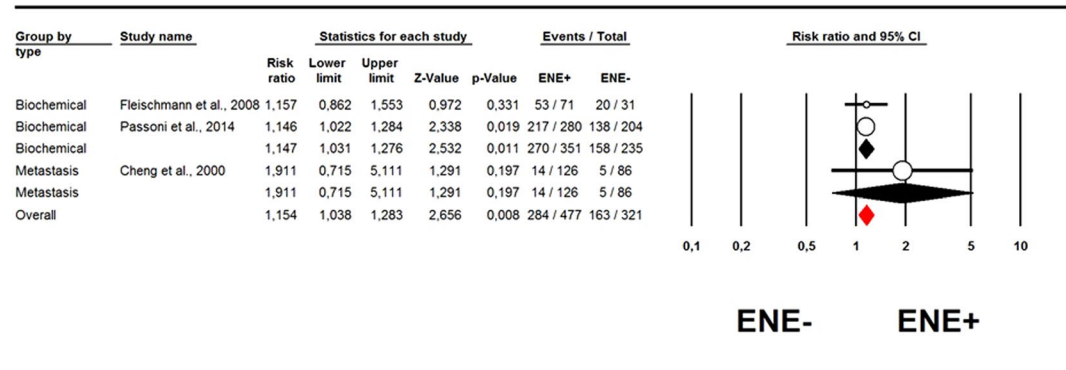 Group by type Study name Statistics for each study Events / Total Risk ratio and 95% CI
Risk ratio Lower limit Upper limit Z-Value p-Value ENE+ ENE-
Biochemical Fleischmann et al., 2008 1,157 0,862 1,553 0,972 0,331 53 / 71 20 / 31
Biochemical Passoni et al., 2014 1,146 1,022 1,284 2,338 0,019 217 / 280 138 / 204
Biochemical 1,147 1,031 1,276 2,532 0,011 270 / 351 158 / 235
Metastasis Cheng et al., 2000 1,911 0,715 5,111 1,291 0,197 14 / 126 5 / 86
Metastasis 1,911 0,715 5,111 1,291 0,197 14 / 126 5 / 86
Overall 1,154 1,038 1,283 2,656 0,008 284 / 477 163 / 321
0,1 0,2 0,5 1 2 5 10
ENE- ENE+